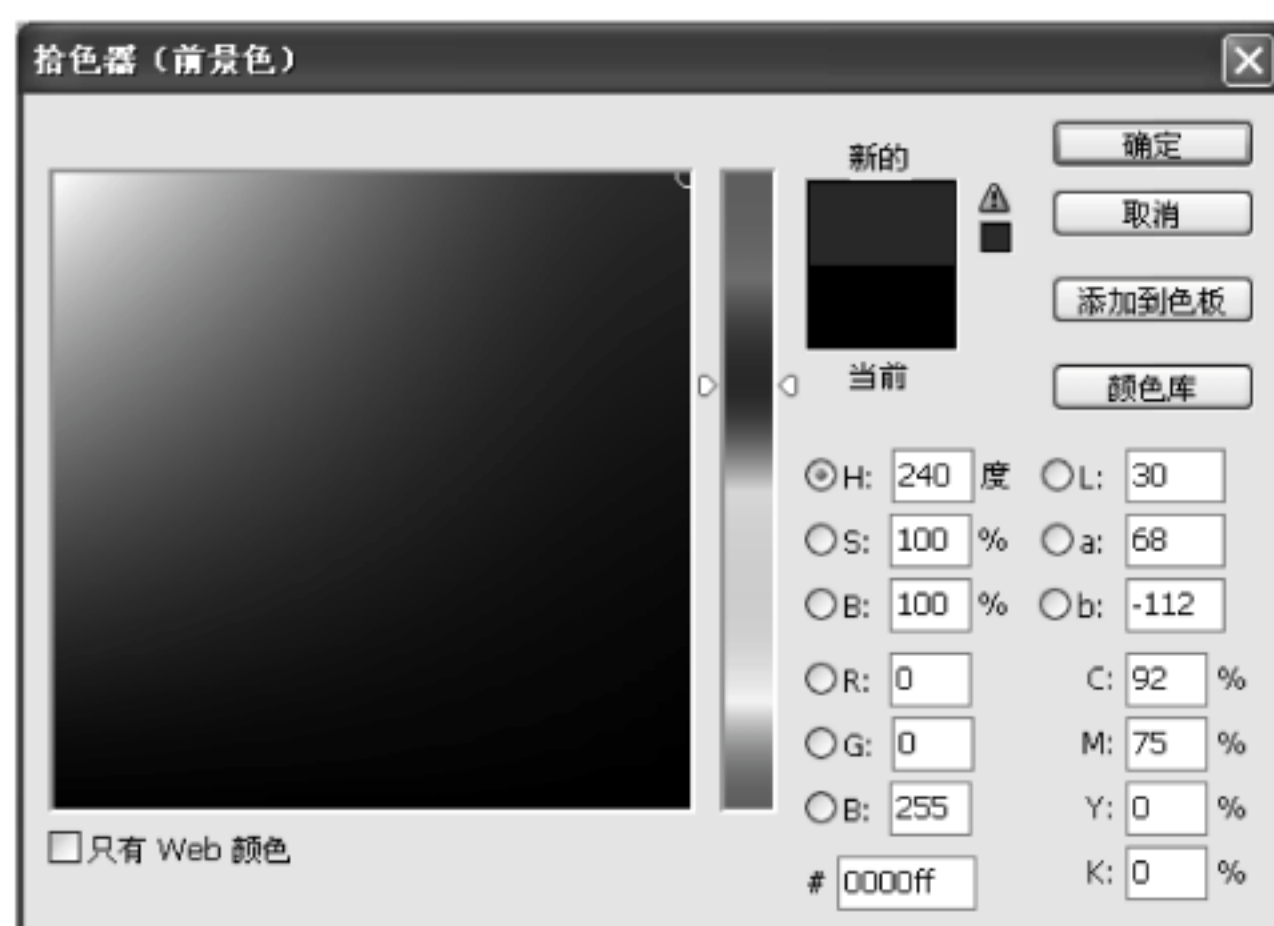 拾色器（前景色）
新的
当前
确定
取消
添加到色板
颜色库
H: 240 度 L: 30
S: 100 % a: 68
B: 100 % b: -112
R: 0 C: 92 %
G: 0 M: 75 %
B: 255 Y: 0 %
# 0000ff K: 0 %
只有 Web 颜色